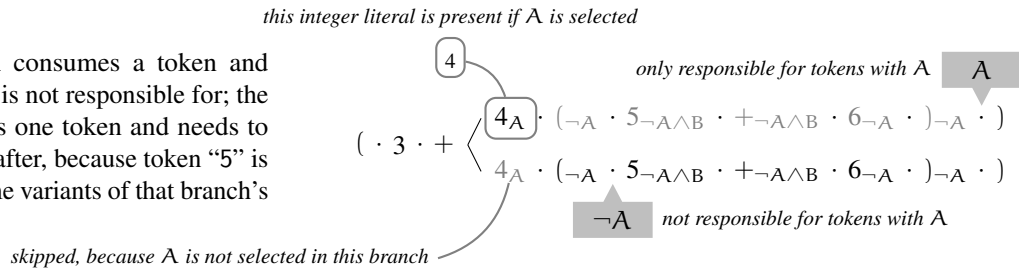 this integer literal is present if A is selected
consumes a token and
is not responsible for; the
one token and needs to
after, because token “5” is
variants of that branch’s
4
only responsible for tokens with A
A
4A · (¬A · 5¬A∧B · +¬A∧B · 6¬A · )¬A · )
( · 3 · +
4A · (¬A · 5¬A∧B · +¬A∧B · 6¬A · )¬A · )
¬A
not responsible for tokens with A
skipped, because A is not selected in this branch